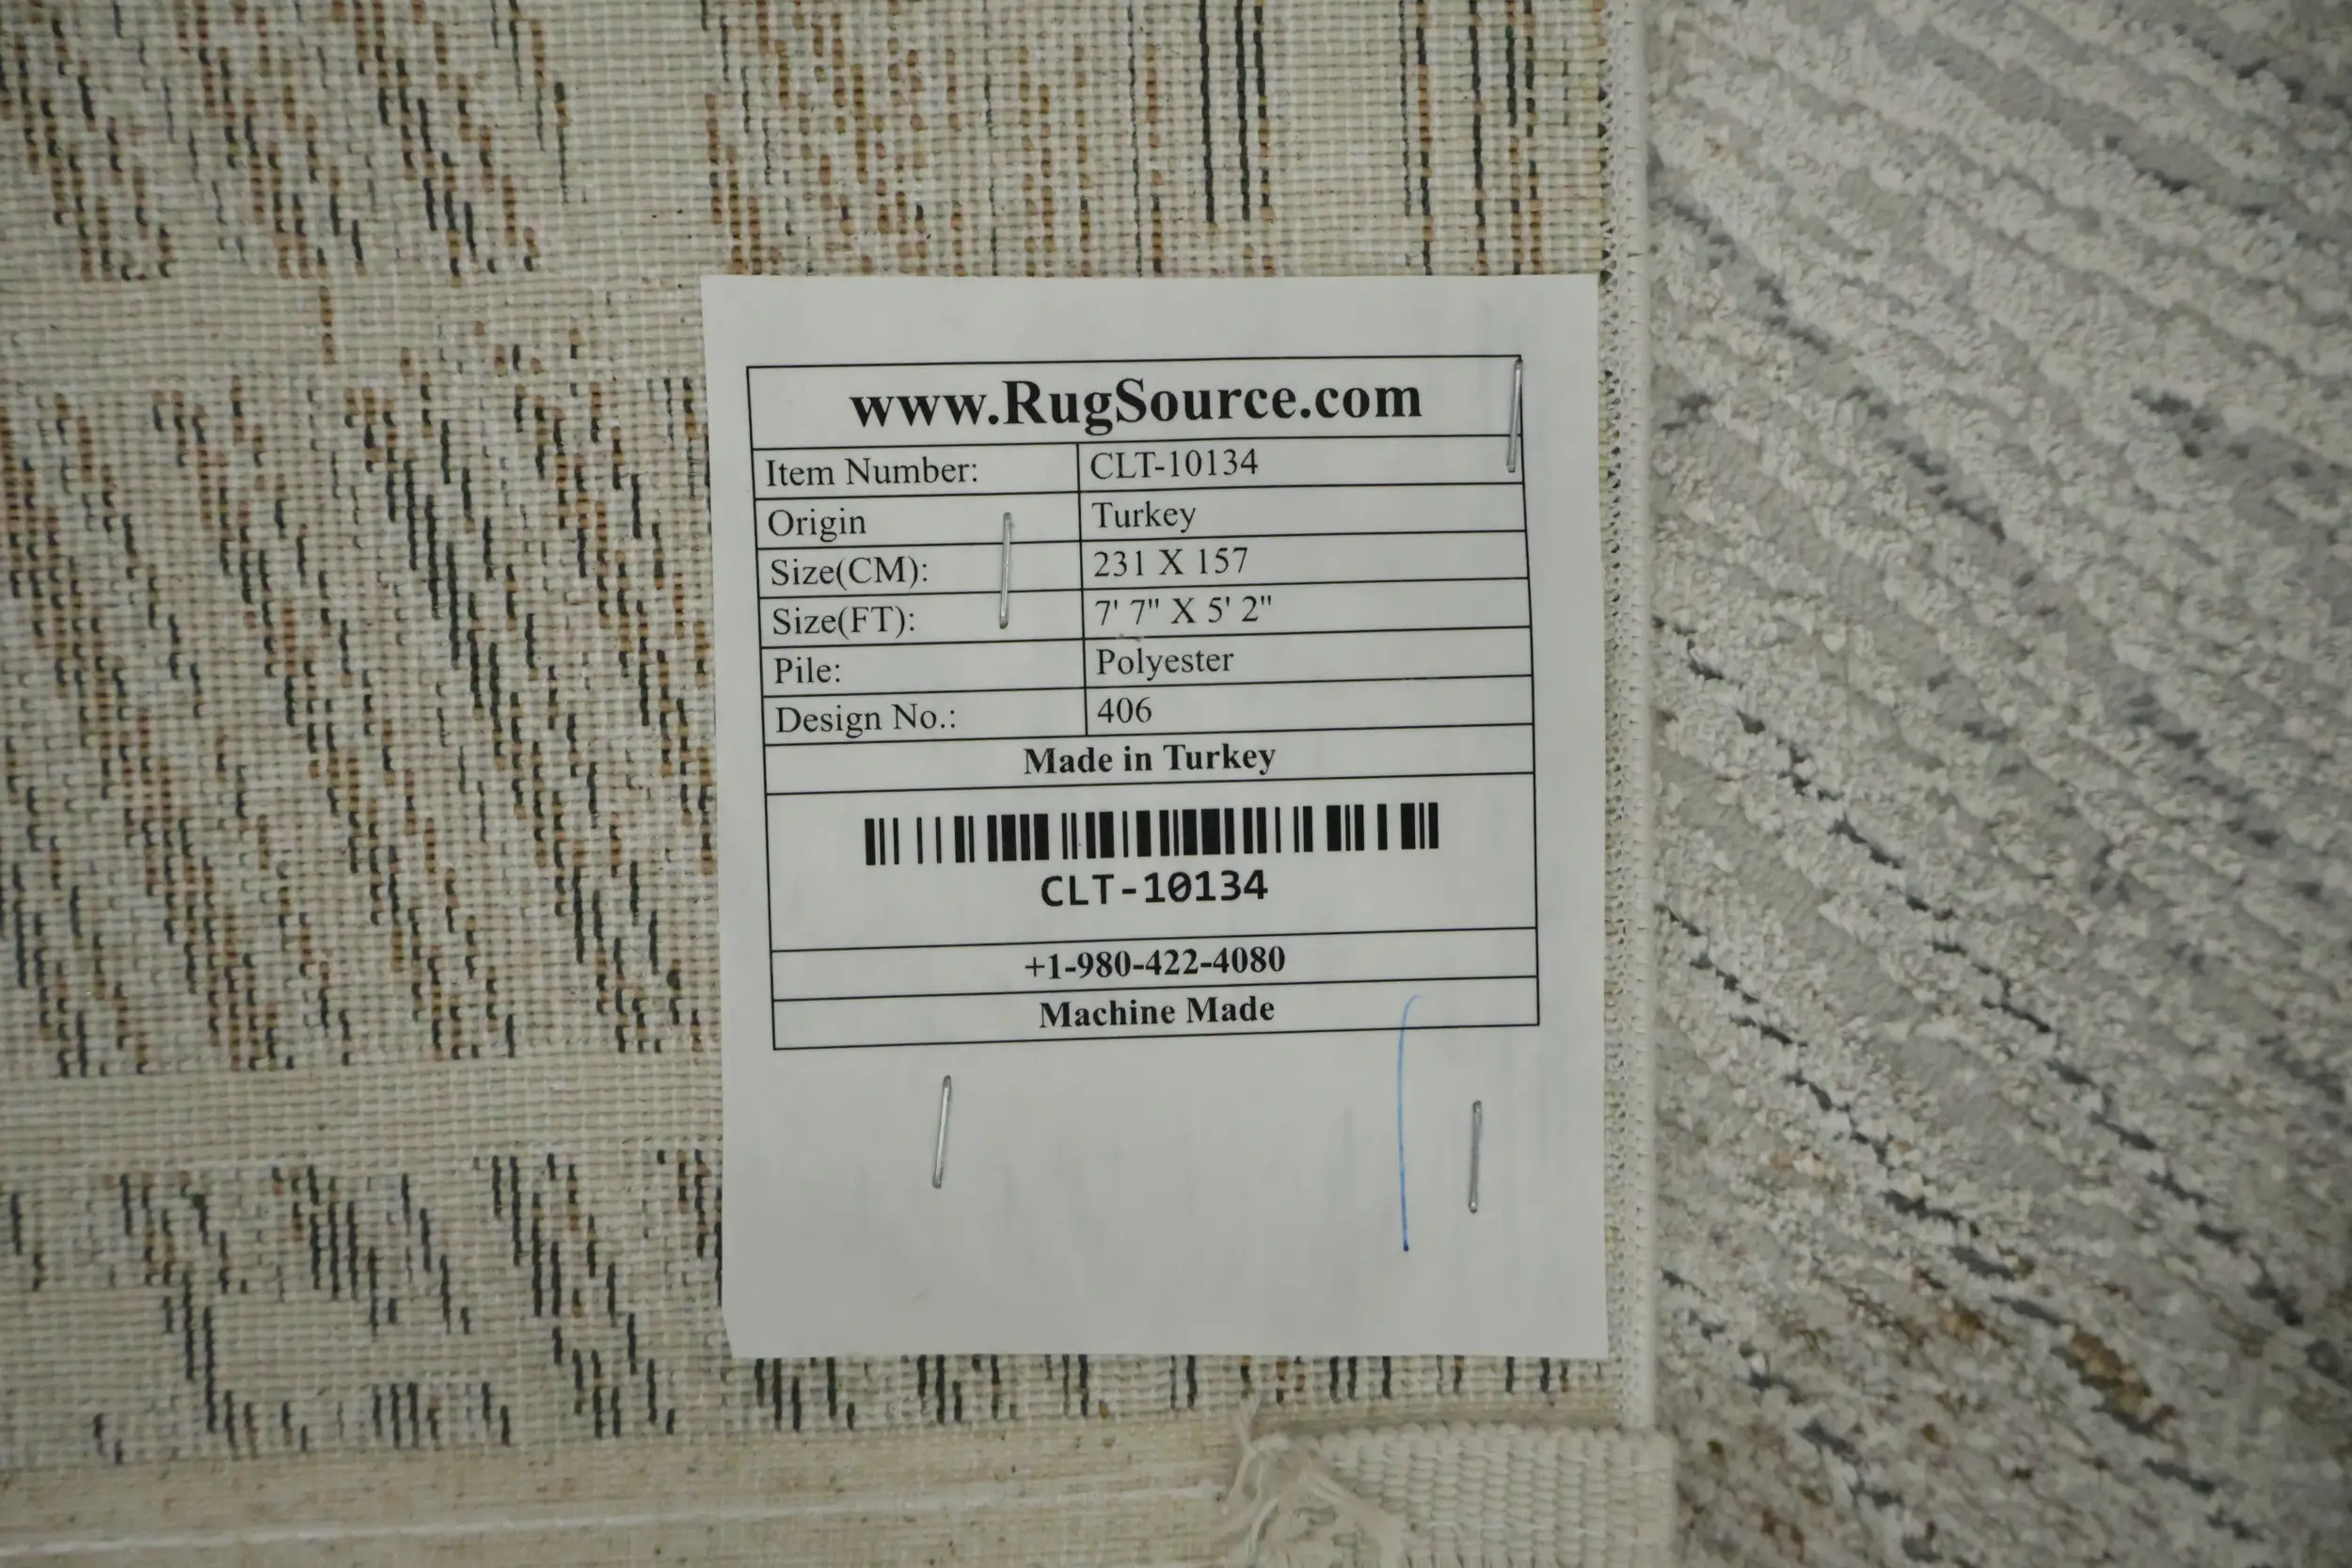 www.RugSource.com
Item Number: CLT-10134
Origin Turkey
Size(CM): 231 X 157
Size(FT): 7' 7" X 5' 2"
Pile: Polyester
Design No.: 406
Made in Turkey
CLT-10134
+1-980-422-4080
Machine Made